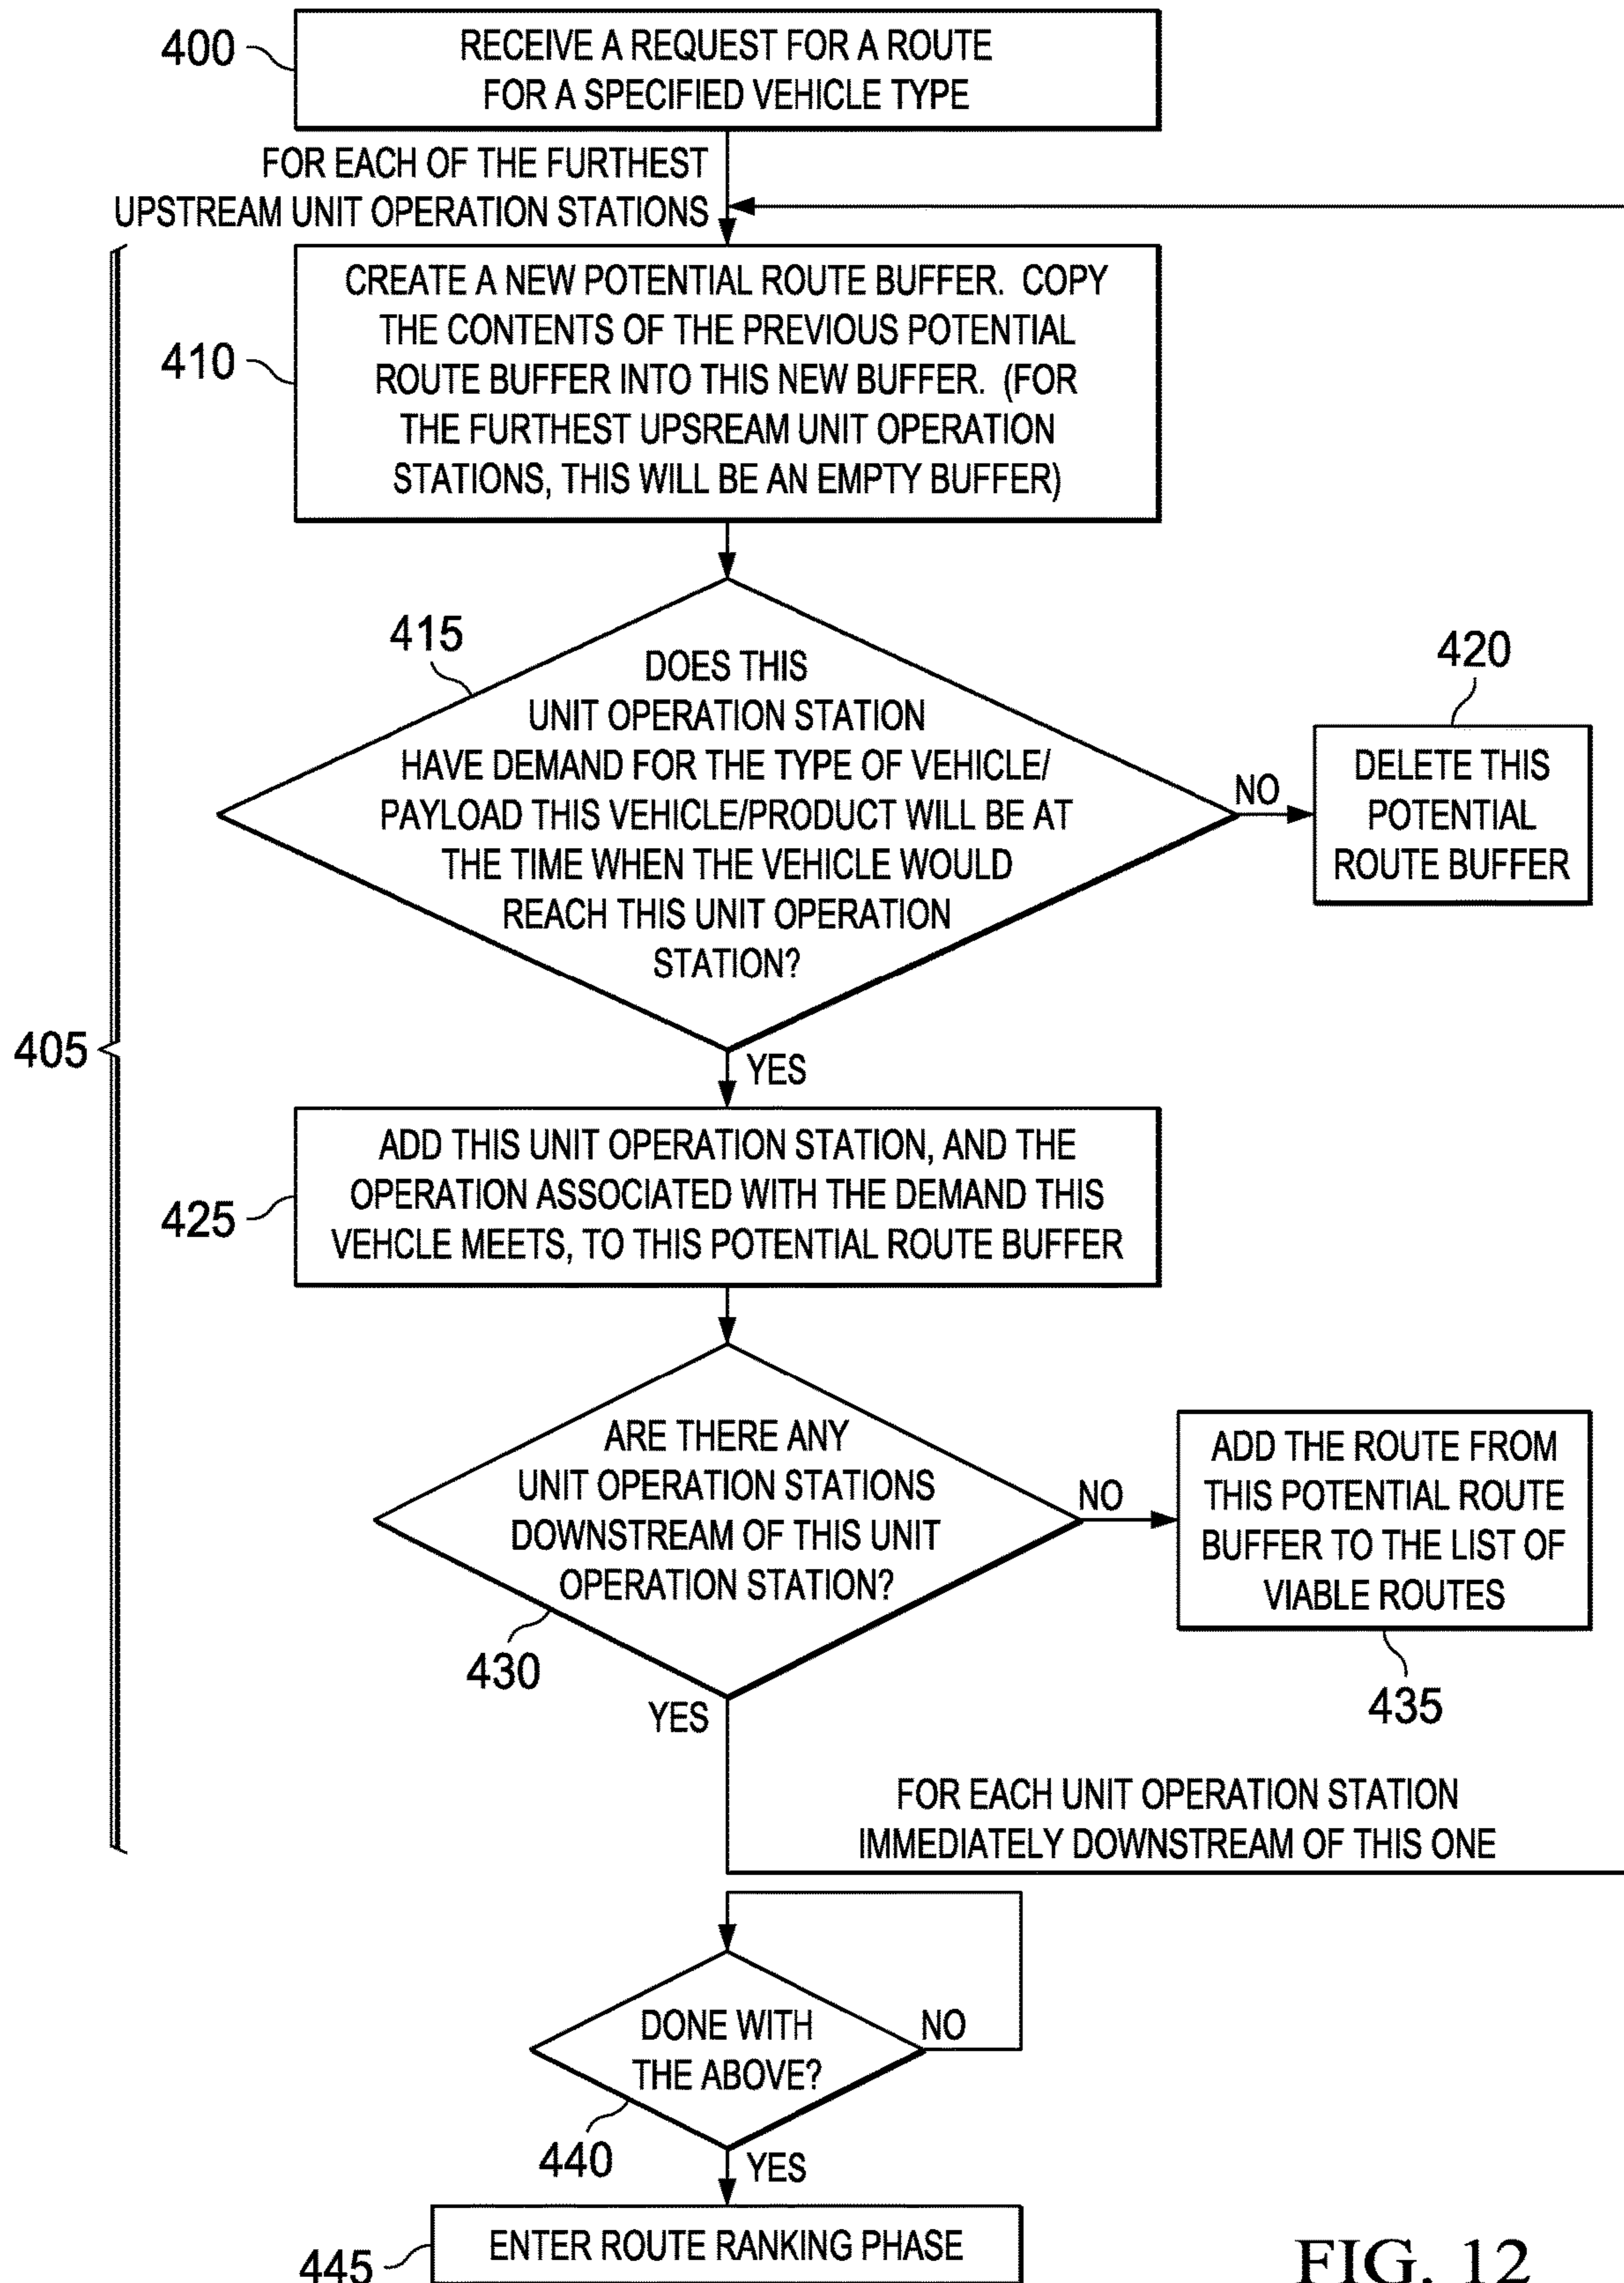 400
RECEIVE A REQUEST FOR A ROUTE
FOR A SPECIFIED VEHICLE TYPE
FOR EACH OF THE FURTHEST
UPSTREAM UNIT OPERATION STATIONS
410
CREATE A NEW POTENTIAL ROUTE BUFFER. COPY
THE CONTENTS OF THE PREVIOUS POTENTIAL
ROUTE BUFFER INTO THIS NEW BUFFER. (FOR
THE FURTHEST UPSREAM UNIT OPERATION
STATIONS, THIS WILL BE AN EMPTY BUFFER)
415
DOES THIS
UNIT OPERATION STATION
HAVE DEMAND FOR THE TYPE OF VEHICLE/
PAYLOAD THIS VEHICLE/PRODUCT WILL BE AT
THE TIME WHEN THE VEHICLE WOULD
REACH THIS UNIT OPERATION
STATION?
NO
420
DELETE THIS
POTENTIAL
ROUTE BUFFER
405
YES
425
ADD THIS UNIT OPERATION STATION, AND THE
OPERATION ASSOCIATED WITH THE DEMAND THIS
VEHCLE MEETS, TO THIS POTENTIAL ROUTE BUFFER
ARE THERE ANY
UNIT OPERATION STATIONS
DOWNSTREAM OF THIS UNIT
OPERATION STATION?
430
NO
ADD THE ROUTE FROM
THIS POTENTIAL ROUTE
BUFFER TO THE LIST OF
VIABLE ROUTES
435
YES
FOR EACH UNIT OPERATION STATION
IMMEDIATELY DOWNSTREAM OF THIS ONE
DONE WITH
THE ABOVE?
NO
440
YES
445
ENTER ROUTE RANKING PHASE
FIG. 12